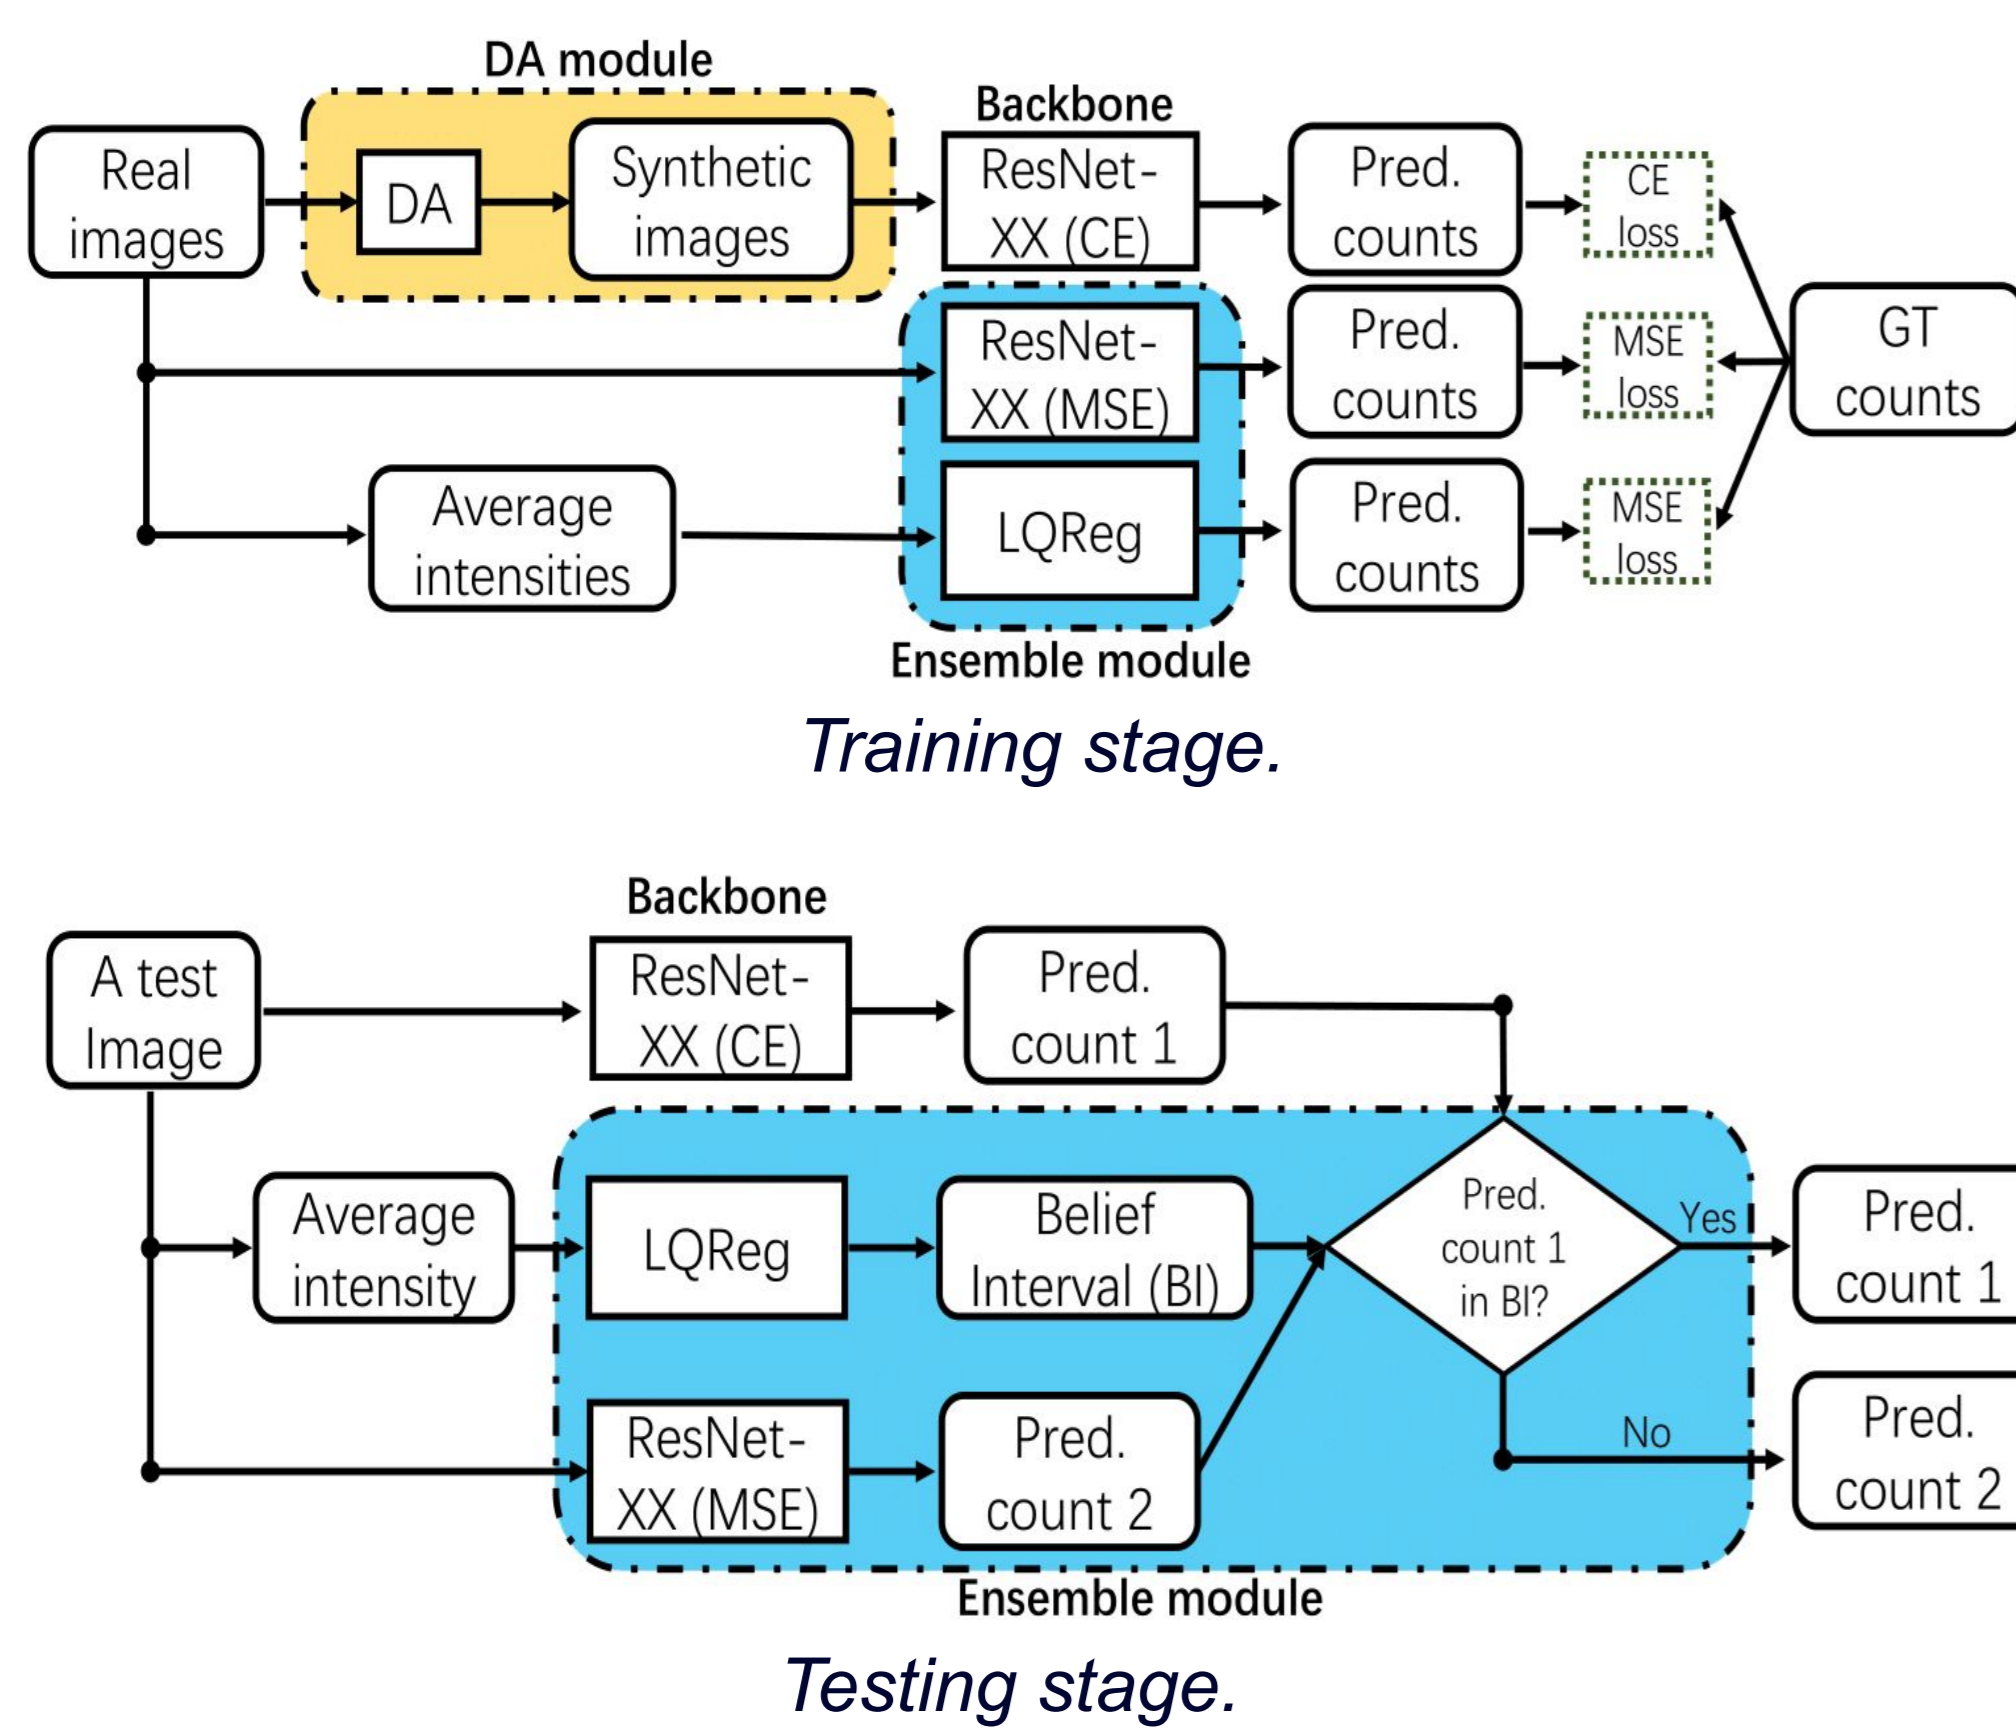 DA module
Real
images
DA
Synthetic
images
Backbone
ResNet-
XX (CE)
Pred.
counts
CE
loss
ResNet-
XX (MSE)
Pred.
counts
MSE
loss
GT
counts
Average
intensities
LQReg
Pred.
counts
MSE
loss
Ensemble module
Training stage.
Backbone
A test
Image
ResNet-
XX (CE)
Pred.
count 1
Average
intensity
LQReg
Belief
Interval (BI)
Pred.
count 1
in BI?
Yes
Pred.
count 1
ResNet-
XX (MSE)
Pred.
count 2
No
Pred.
count 2
Ensemble module
Testing stage.